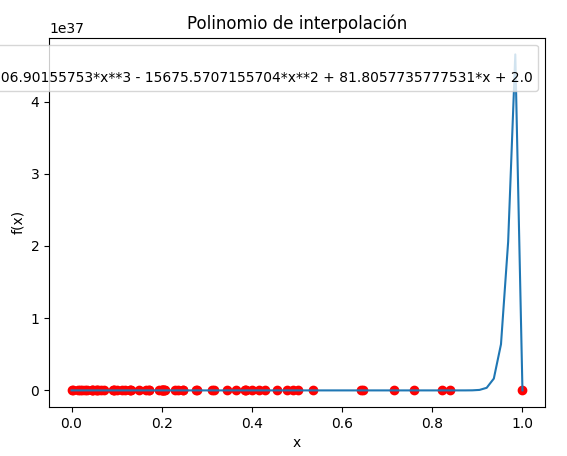 Polinomio de interpolación
1e37
06.90155753*x**3 - 15675.5707155704*x**2 + 81.8057735777531*x + 2.0
4
3
2
1
0
f(x)
0.0 0.2 0.4 0.6 0.8 1.0
x